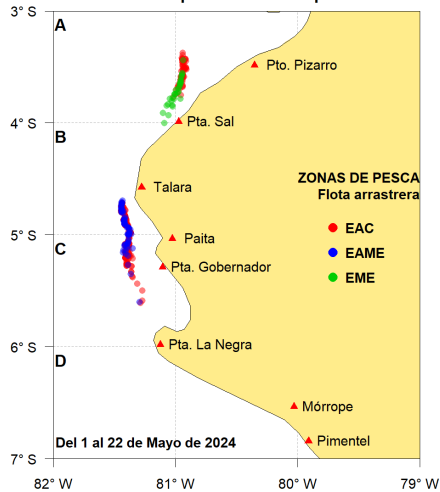 3° S
A
Pto. Pizarro
4° S
Pta. Sal
B
ZONAS DE PESCA
Talara
Flota arrastrera
EAC
5° S
Paita
EAME
C
Pta. Gobernador
EME
6° S
Pta. La Negra
D
Mórrope
Del 1 al 22 de Mayo de 2024
Pimentel
7° S
82° W
81° W
80° W
79° W